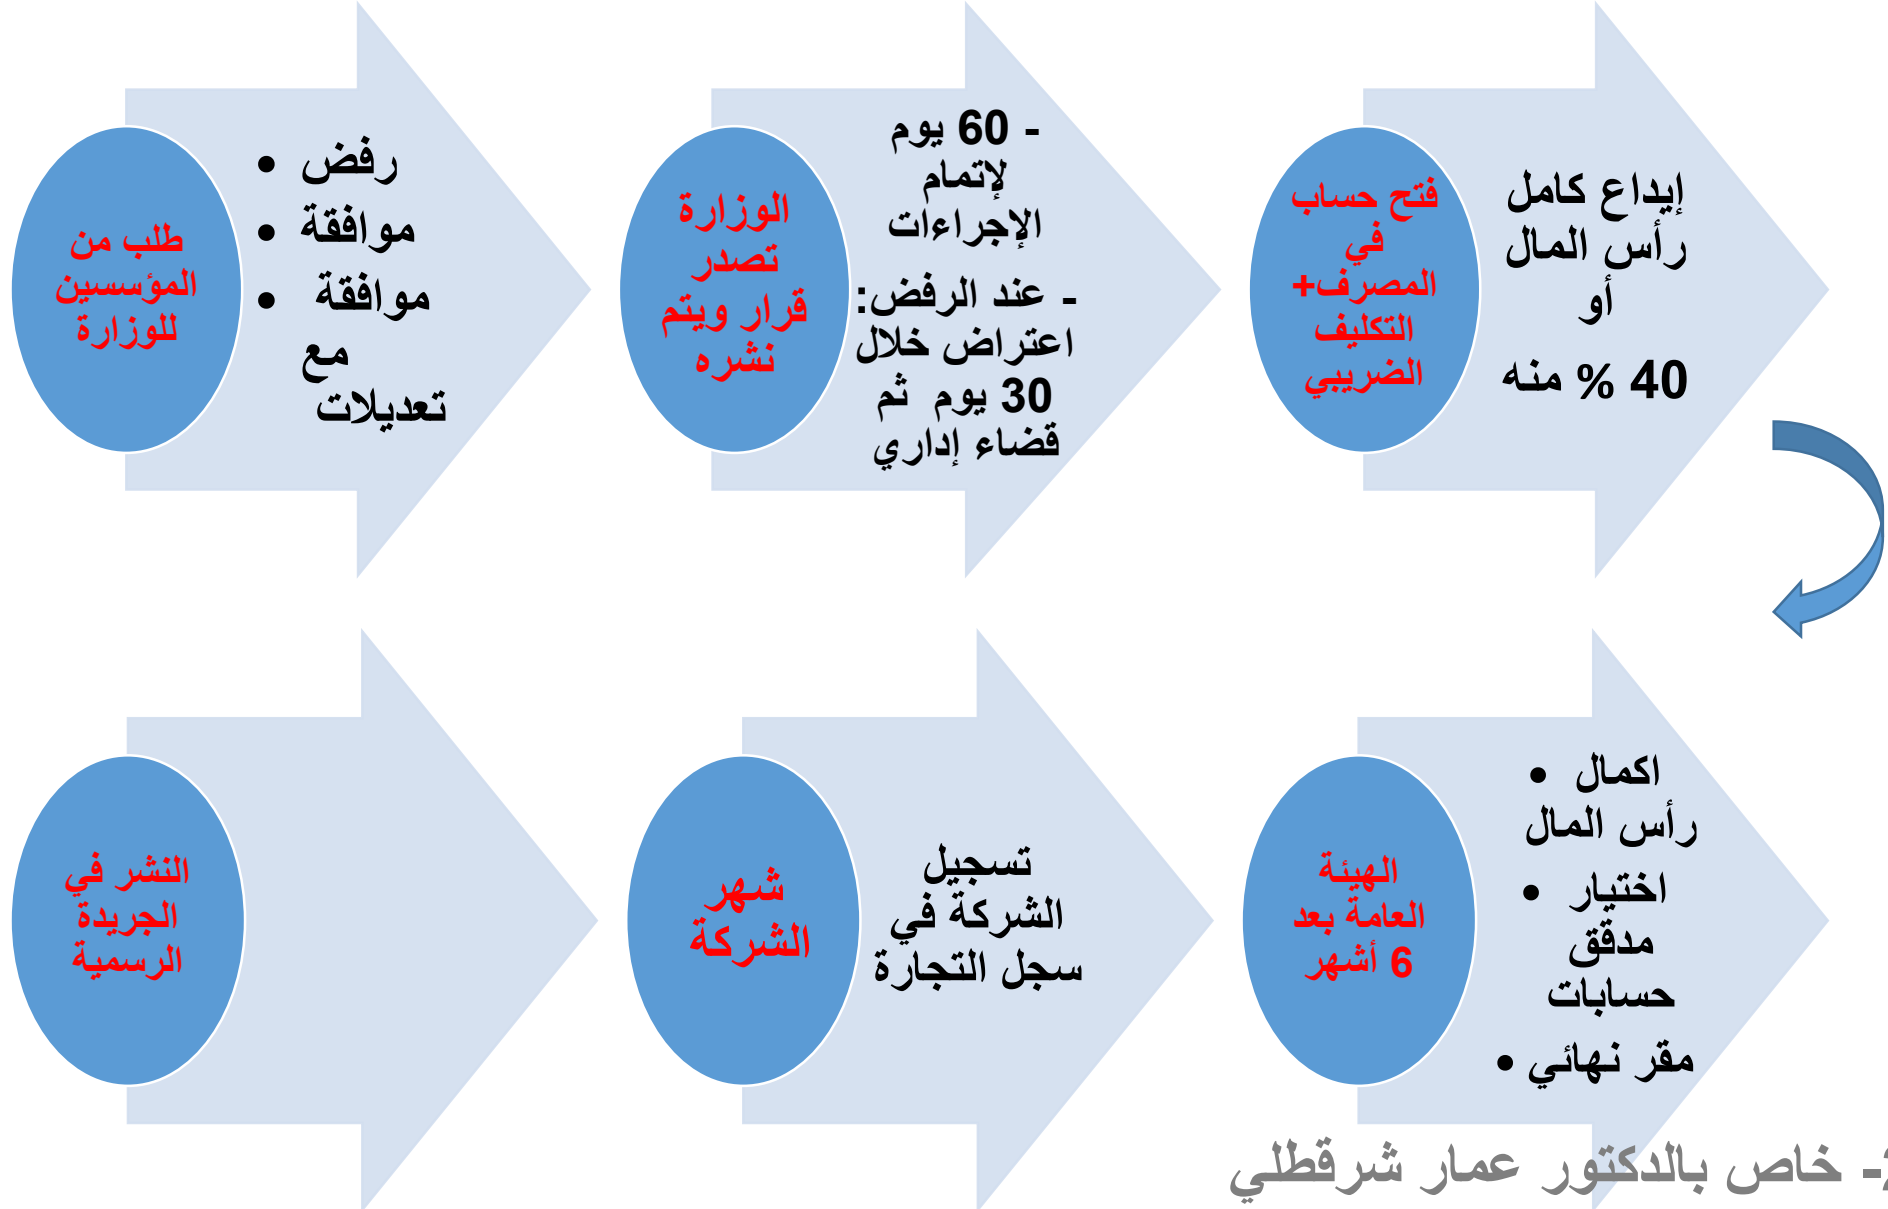 طلب من
المؤسسين
للوزارة
• رفض
• موافقة
• موافقة
مع
تعديلات
الوزارة
تصدر
قرار ويتم
نشره
- 60 يوم
لإتمام
الإجراءات
- عند الرفض:
اعتراض خلال
30 يوم ثم
قضاء إداري
فتح حساب
في
المصرف+
التكليف
الضريبي
إيداع كامل
رأس المال
أو
40 % منه
النشر في
الجريدة
الرسمية
شهر
الشركة
تسجيل
الشركة في
سجل التجارة
الهيئة
العامة بعد
6 أشهر
• اكمال
رأس المال
• اختيار
مدقق
حسابات
• مقر نهائي
- خاص بالدكتور عمار شرقطلي